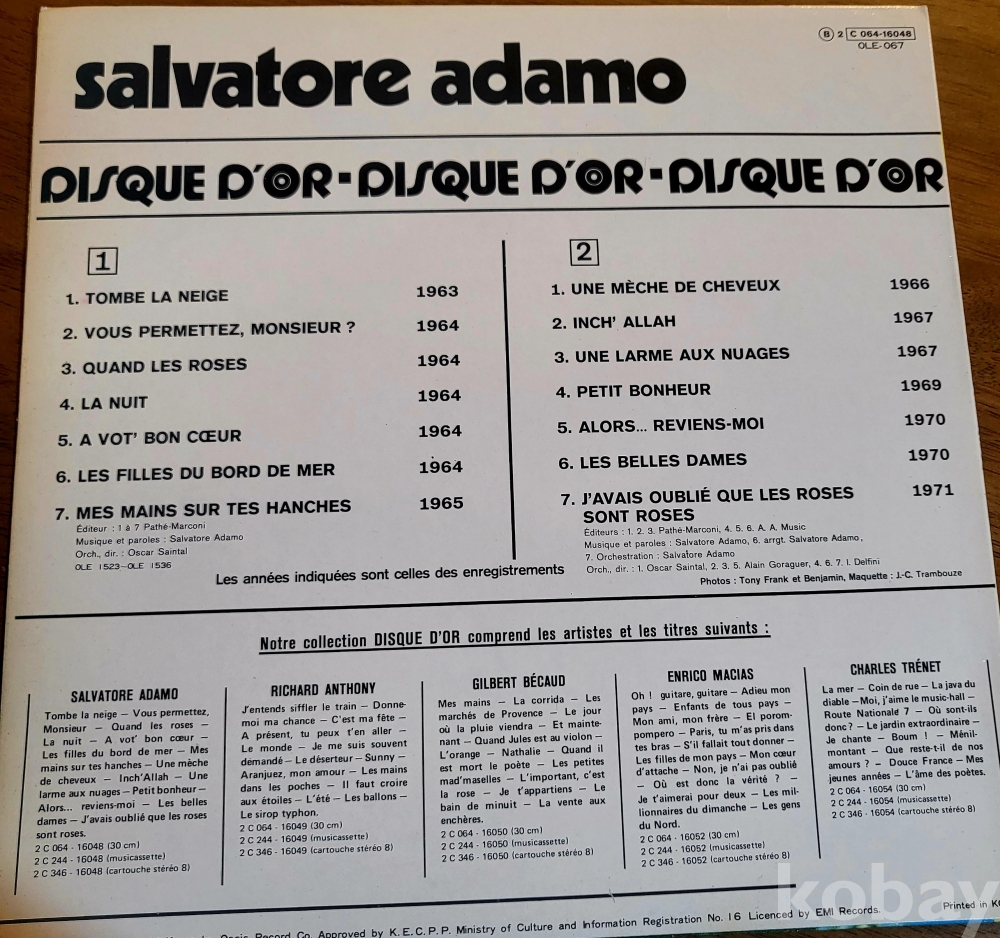 Ⓑ 2 C 064-16048
OLE-067
salvatore adamo
DISQUE D'OR-DISQUE D'OR-DISQUE D'OR
1
1. TOMBE LA NEIGE 1963
2. VOUS PERMETTEZ, MONSIEUR ? 1964
3. QUAND LES ROSES 1964
4. LA NUIT 1964
5. A VOT' BON CŒUR 1964
6. LES FILLES DU BORD DE MER 1964
7. MES MAINS SUR TES HANCHES 1965
Éditeur : 1 à 7 Pathé-Marconi
Musique et paroles : Salvatore Adamo
Orch., dir. : Oscar Saintal
OLE 1523-OLE 1536
2
1. UNE MÈCHE DE CHEVEUX 1966
2. INCH' ALLAH 1967
3. UNE LARME AUX NUAGES 1967
4. PETIT BONHEUR 1969
5. ALORS... REVIENS-MOI 1970
6. LES BELLES DAMES 1970
7. J'AVAIS OUBLIÉ QUE LES ROSES 1971
SONT ROSES
Éditeurs : 1. 2. 3. Pathé-Marconi, 4. 5. 6. A. A. Music
Musique et paroles : Salvatore Adamo, 6. arrgt. Salvatore Adamo,
7. Orchestration : Salvatore Adamo
Orch., dir. : 1. Oscar Saintal, 2. 3. 5. Alain Goraguer, 4. 6. 7. I. Delfini
Les années indiquées sont celles des enregistrements
Photos : Tony Frank et Benjamin, Maquette : J.-C. Trambouze
Notre collection DISQUE D'OR comprend les artistes et les titres suivants :
SALVATORE ADAMO
Tombe la neige — Vous permettez,
Monsieur — Quand les roses —
La nuit — A vot' bon cœur —
Les filles du bord de mer — Mes
mains sur tes hanches — Une mèche
de cheveux — Inch'Allah — Une
larme aux nuages — Petit bonheur —
Alors... reviens-moi — Les belles
dames — J'avais oublié que les roses
sont roses.
2 C 064 - 16048 (30 cm)
2 C 244 - 16048 (musicassette)
2 C 346 - 16048 (cartouche stéréo 8)
RICHARD ANTHONY
J'entends siffler le train — Donne-
moi ma chance — C'est ma fête —
A présent, tu peux t'en aller —
Le monde — Je me suis souvent
demandé — Le déserteur — Sunny —
Aranjuez, mon amour — Les mains
dans les poches — Il faut croire
aux étoiles — L'été — Les ballons —
Le sirop typhon.
2 C 064 - 16049 (30 cm)
2 C 244 - 16049 (musicassette)
2 C 346 - 16049 (cartouche stéréo 8)
GILBERT BÉCAUD
Mes mains — La corrida — Les
marchés de Provence — Le jour
où la pluie viendra — Et mainte-
nant — Quand Jules est au violon —
L'orange — Nathalie — Quand il
est mort le poète — Les petites
mad'maselles — L'important, c'est
la rose — Je t'appartiens — Le
bain de minuit — La vente aux
enchères.
2 C 064 - 16050 (30 cm)
2 C 244 - 16050 (musicassette)
2 C 346 - 16050 (cartouche stéréo 8)
ENRICO MACIAS
Oh ! guitare, guitare — Adieu mon
pays — Enfants de tous pays —
Mon ami, mon frère — El porom-
pompero — Paris, tu m'as pris dans
tes bras — S'il fallait tout donner —
Les filles de mon pays — Mon cœur
d'attache — Non, je n'ai pas oublié
— Où est donc la vérité ? —
Je t'aimerai pour deux — Les mil-
lionnaires du dimanche — Les gens
du Nord.
2 C 064 - 16052 (30 cm)
2 C 244 - 16052 (musicassette)
2 C 346 - 16052 (cartouche stéréo 8)
CHARLES TRÉNET
La mer — Coin de rue — La java du
diable — Moi, j'aime le music-hall —
Route Nationale 7 — Où sont-ils
donc ? — Le jardin extraordinaire —
Je chante — Boum ! — Ménil-
montant — Que reste-t-il de nos
amours ? — Douce France — Mes
jeunes années — L'âme des poètes.
2 C 064 - 16054 (30 cm)
2 C 244 - 16054 (musicassette)
2 C 346 - 16054 (cartouche stéréo 8)
Record Co. Approved by K.E.C.P.P. Ministry of Culture and Information Registration No. 16 Licenced by EMI Records.
Printed in KO
kobay